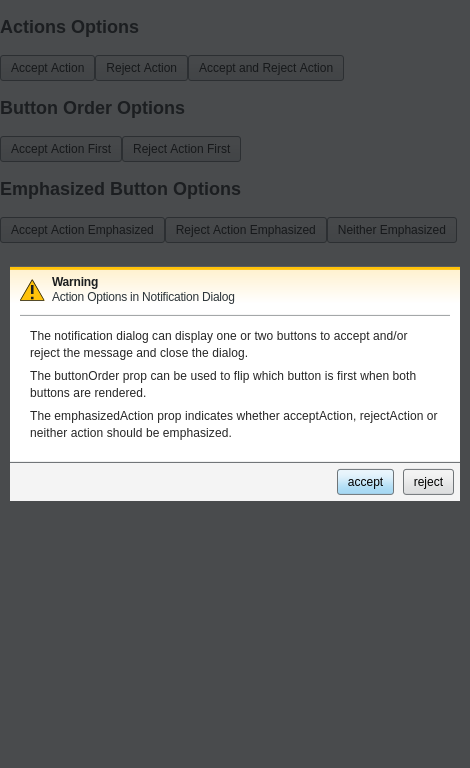 Actions Options
Accept Action Reject Action Accept and Reject Action
Button Order Options
Accept Action First Reject Action First
Emphasized Button Options
Accept Action Emphasized Reject Action Emphasized Neither Emphasized
Warning
Action Options in Notification Dialog
The notification dialog can display one or two buttons to accept and/or
reject the message and close the dialog.
The buttonOrder prop can be used to flip which button is first when both
buttons are rendered.
The emphasizedAction prop indicates whether acceptAction, rejectAction or
neither action should be emphasized.
accept reject